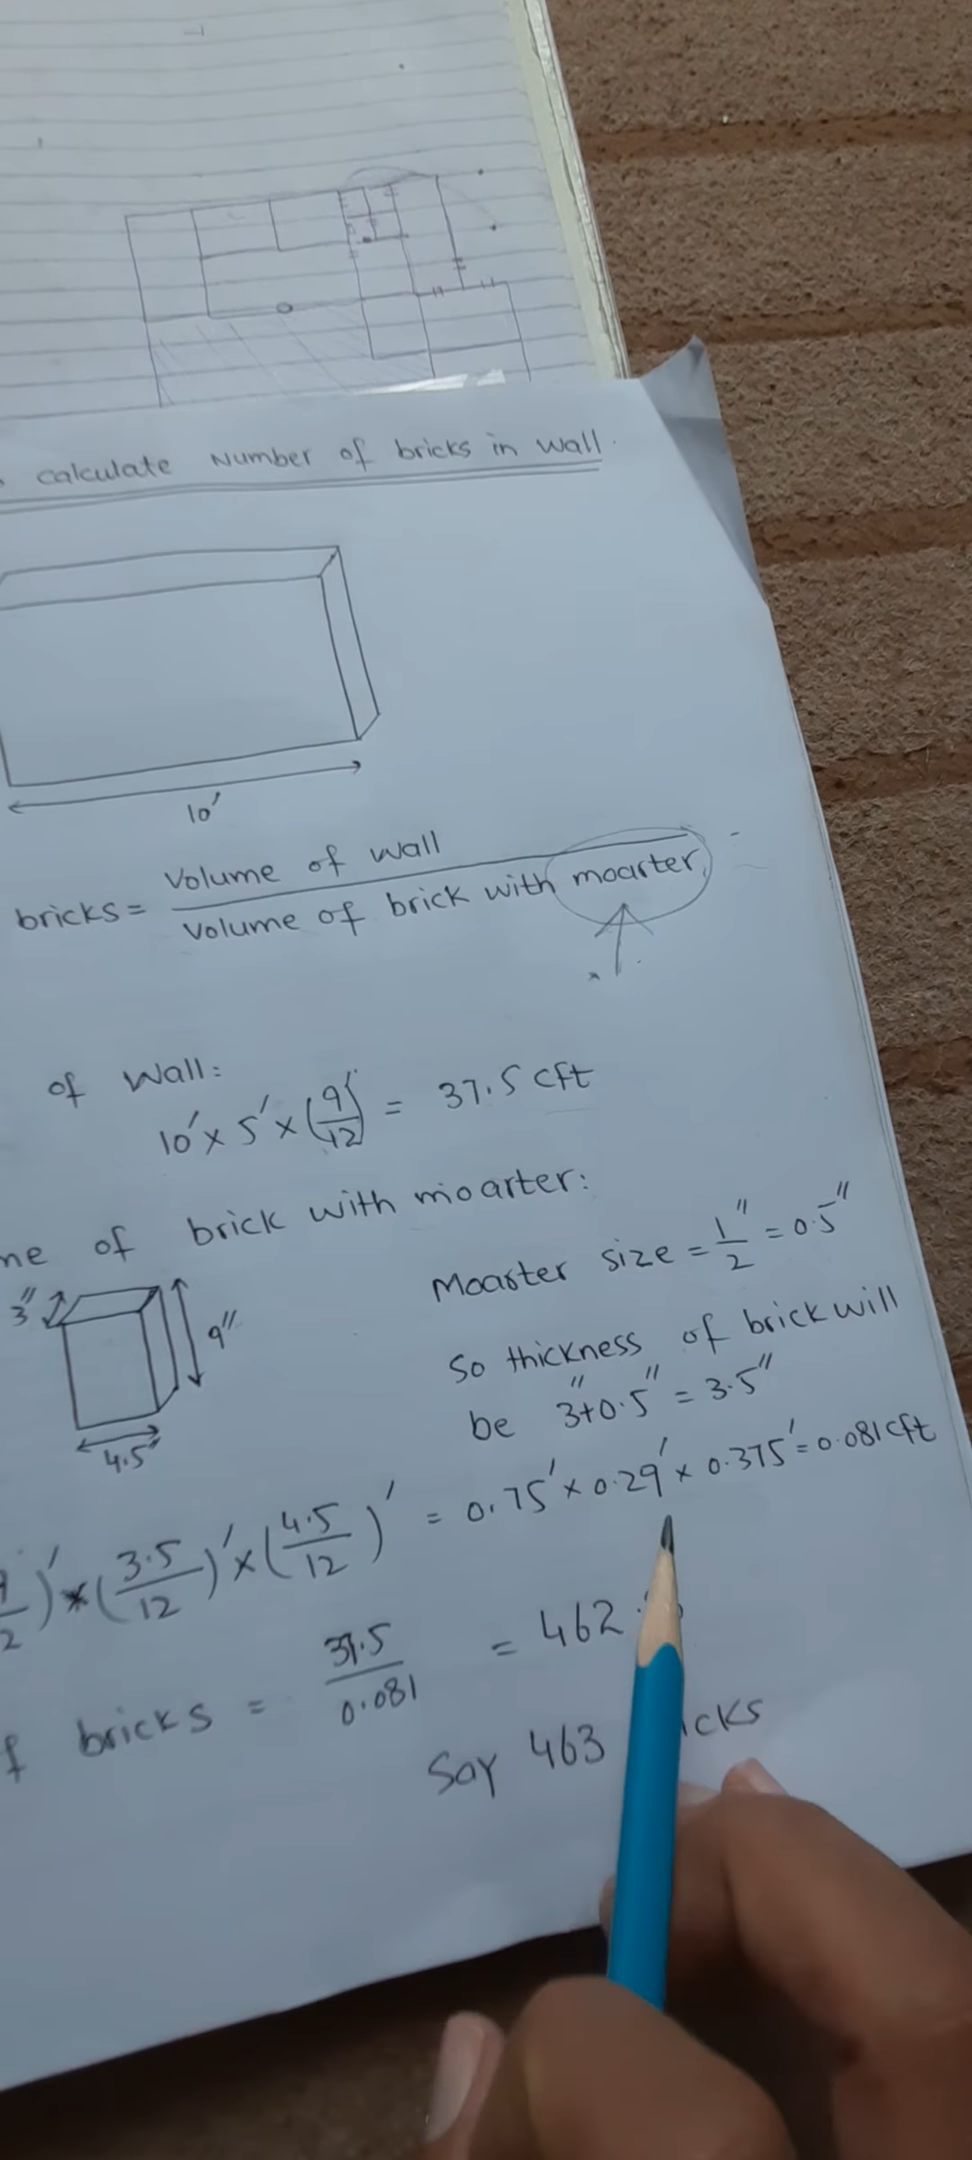 calculate Number of bricks in wall
10'
bricks = Volume of Wall
Volume of brick with moarter
of Wall:
10' x 5' x (9/12)' = 37.5 cft
of brick with moarter:
3"
9"
4.5"
Moarter size = 1/2" = 0.5"
So thickness of brick will
be 3"+0.5" = 3.5"
)' x (3.5/12)' x (4.5/12)' = 0.75' x 0.29' x 0.375' = 0.081 cft
bricks = 37.5/0.081 = 462
Say 463